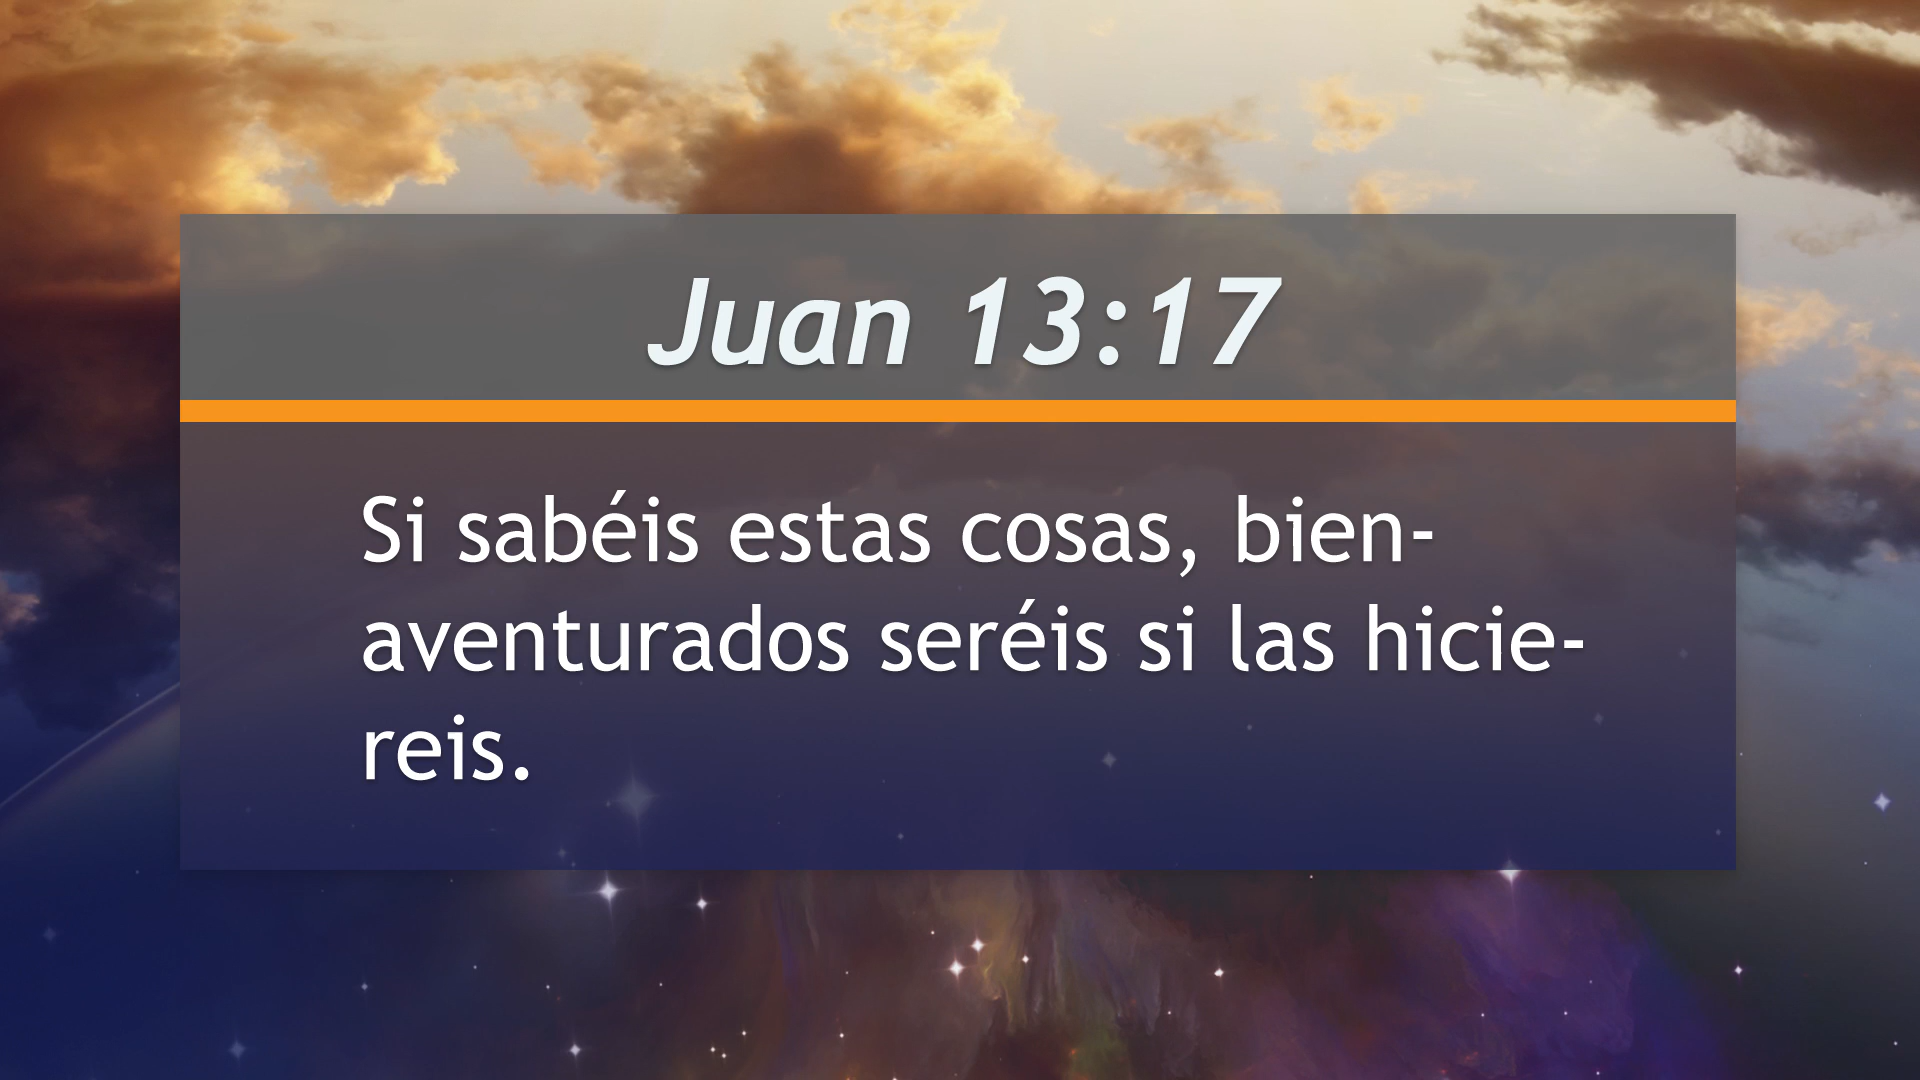 Juan 13:17
Si sabéis estas cosas, bien-
aventurados seréis si las hicie-
reis.